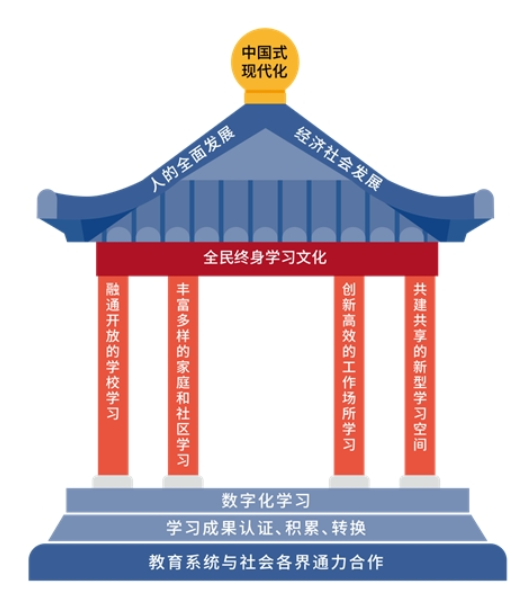 中国式
现代化
人的全面发展
经济社会发展
全民终身学习文化
融通开放的学校学习
丰富多样的家庭和社区学习
创新高效的工作场所学习
共建共享的新型学习空间
数字化学习
学习成果认证、积累、转换
教育系统与社会各界通力合作